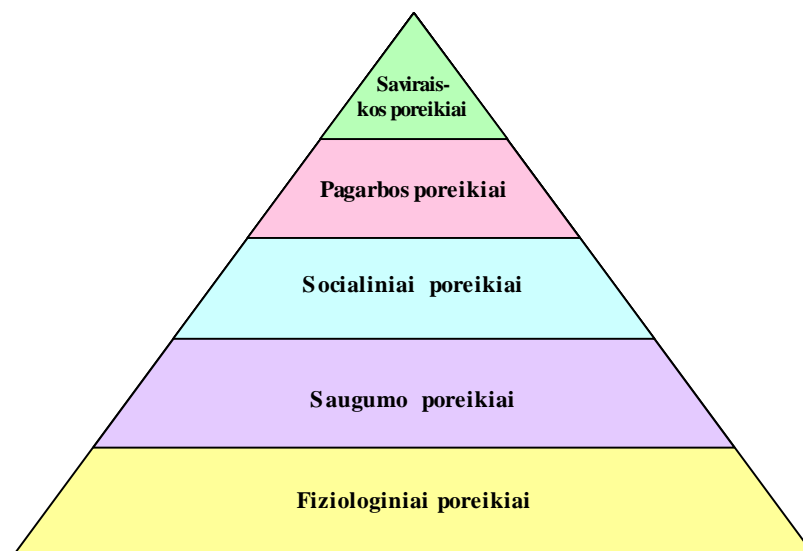 Savirais-
kos poreikiai
Pagarbos poreikiai
Socialiniai poreikiai
Saugumo poreikiai
Fiziologiniai poreikiai